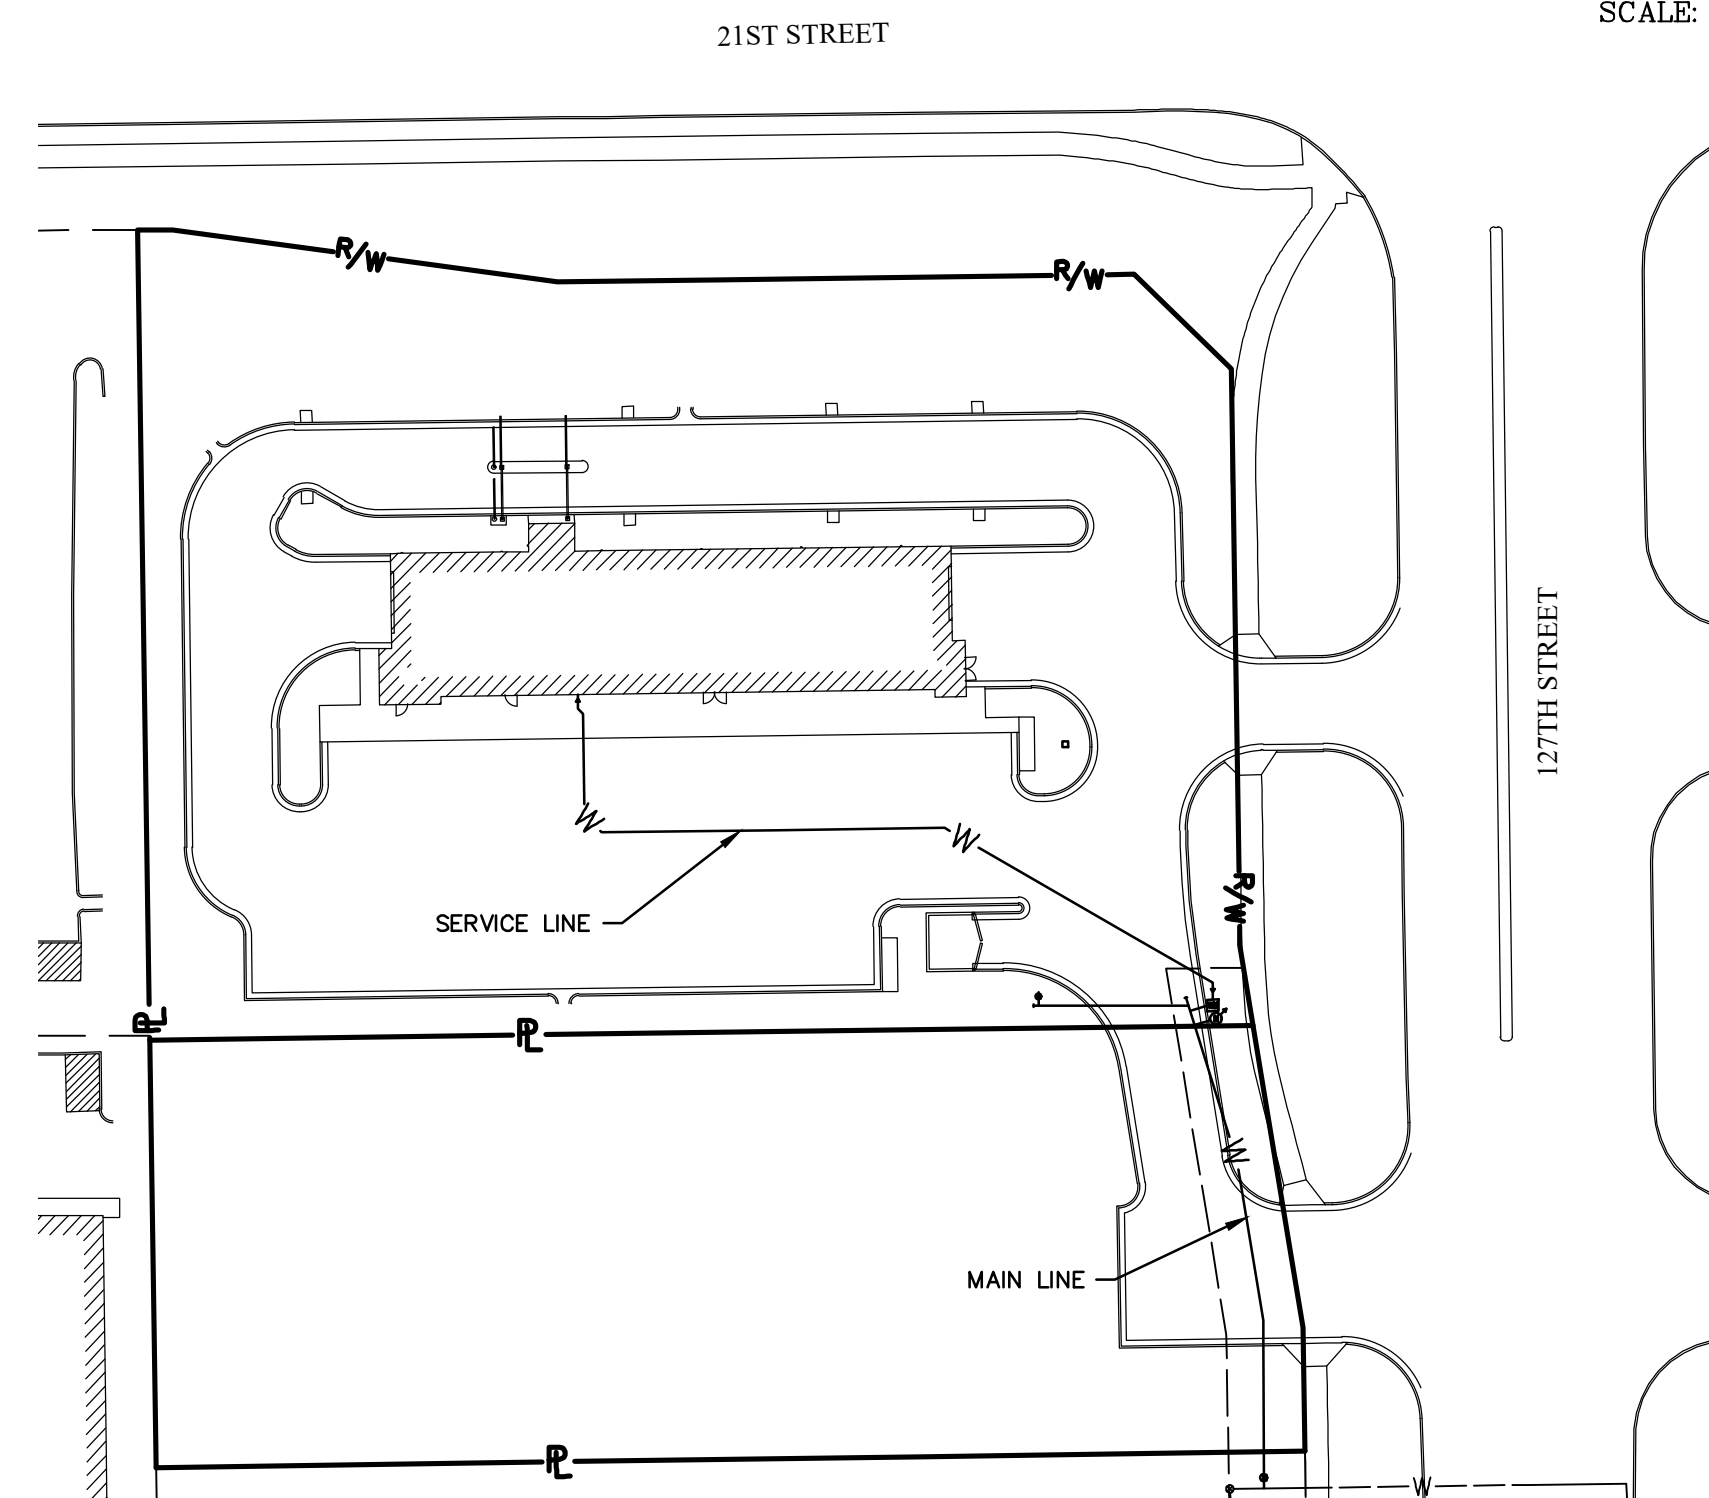 SCALE:
21ST STREET
R/W
R/W
127TH STREET
W
W
R/W
SERVICE LINE
PL
PL
W
MAIN LINE
PL
W